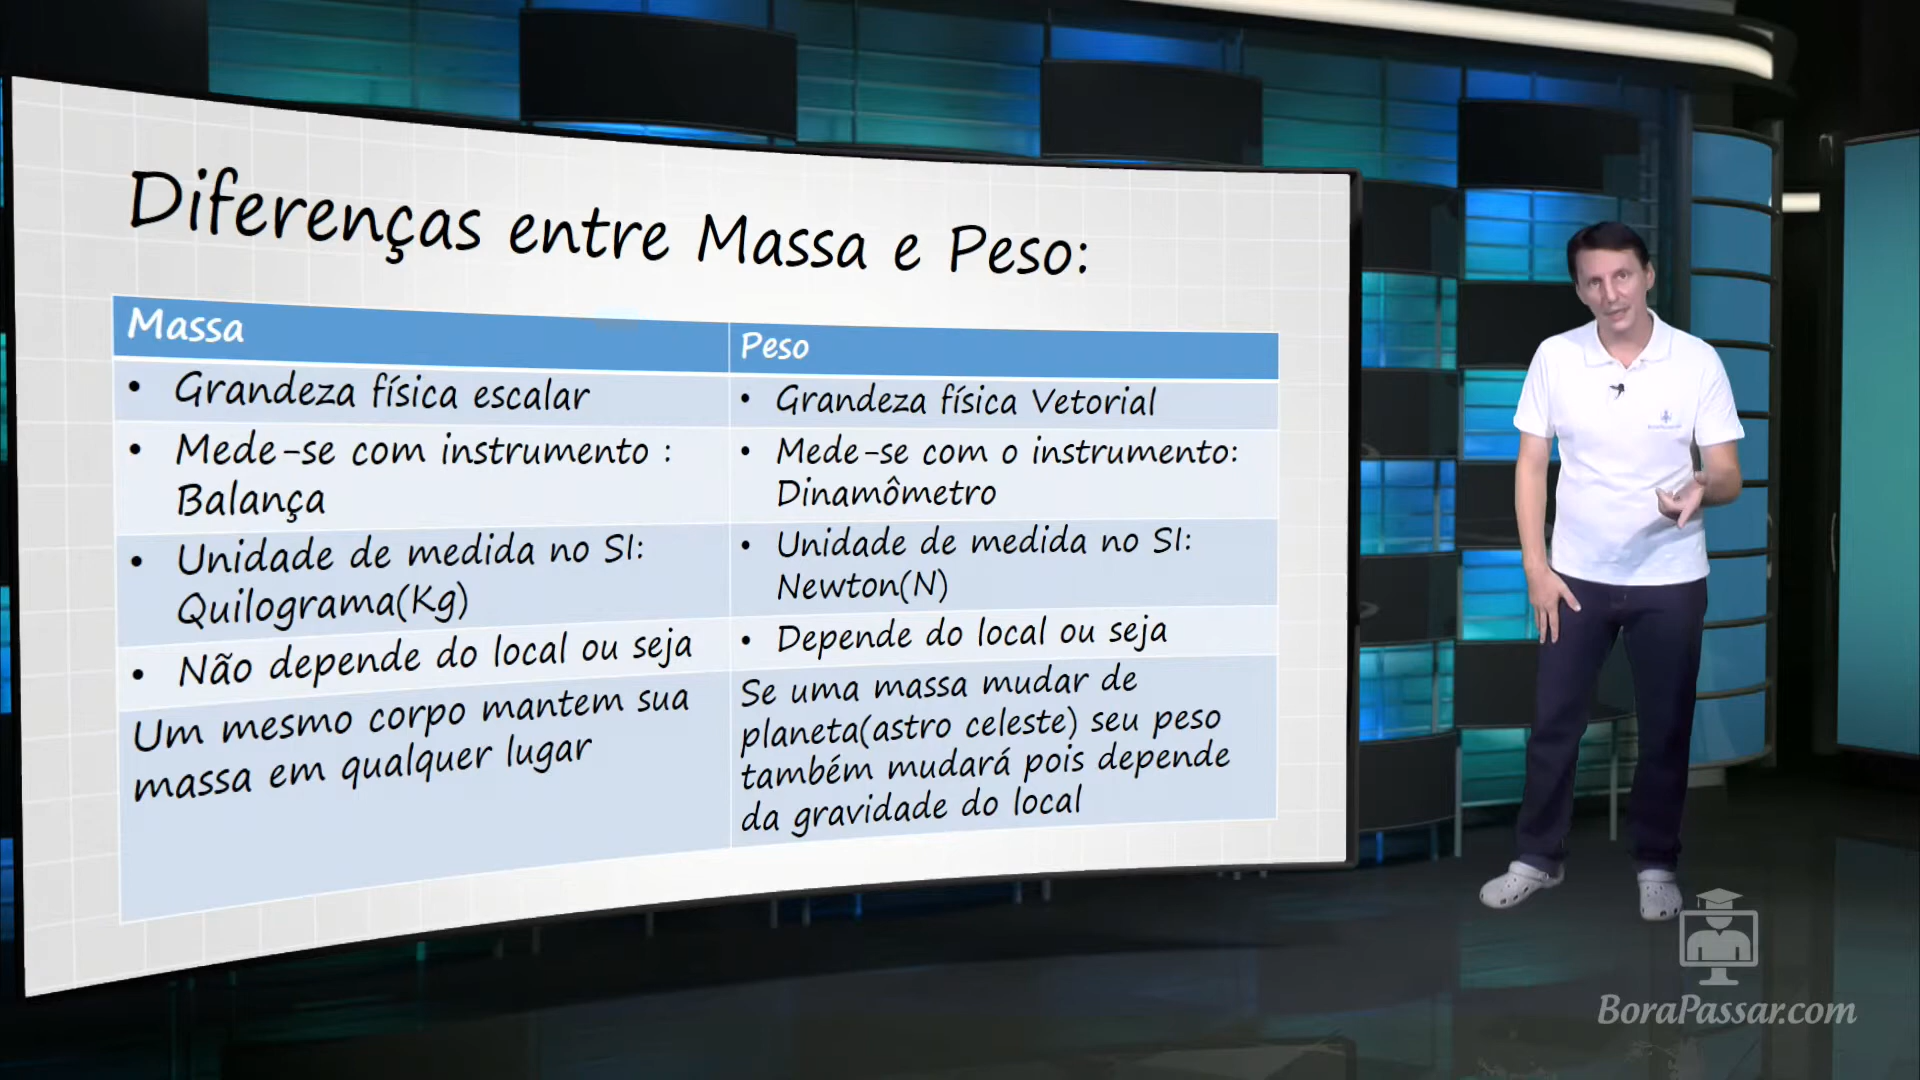 Diferenças entre Massa e Peso:
Massa
• Grandeza física escalar
• Mede-se com instrumento :
Balança
• Unidade de medida no SI:
Quilograma(Kg)
• Não depende do local ou seja
Um mesmo corpo mantem sua
massa em qualquer lugar
Peso
• Grandeza física Vetorial
• Mede-se com o instrumento:
Dinamômetro
• Unidade de medida no SI:
Newton(N)
• Depende do local ou seja
Se uma massa mudar de
planeta(astro celeste) seu peso
também mudará pois depende
da gravidade do local
BoraPassar.com